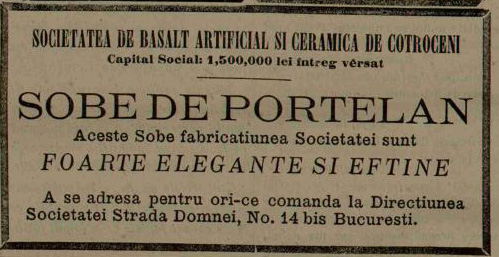 SOCIETATEA DE BASALT ARTIFICIAL SI CERAMICA DE COTROCENI
Capital Social: 1,500,000 lei intreg vêrsat
SOBE DE PORTELAN
Aceste Sobe fabricatiunea Societatei sunt
FOARTE ELEGANTE SI EFTINE
A se adresa pentru ori-ce comanda la Directiunea
Societatei Strada Domnei, No. 14 bis Bucuresti.